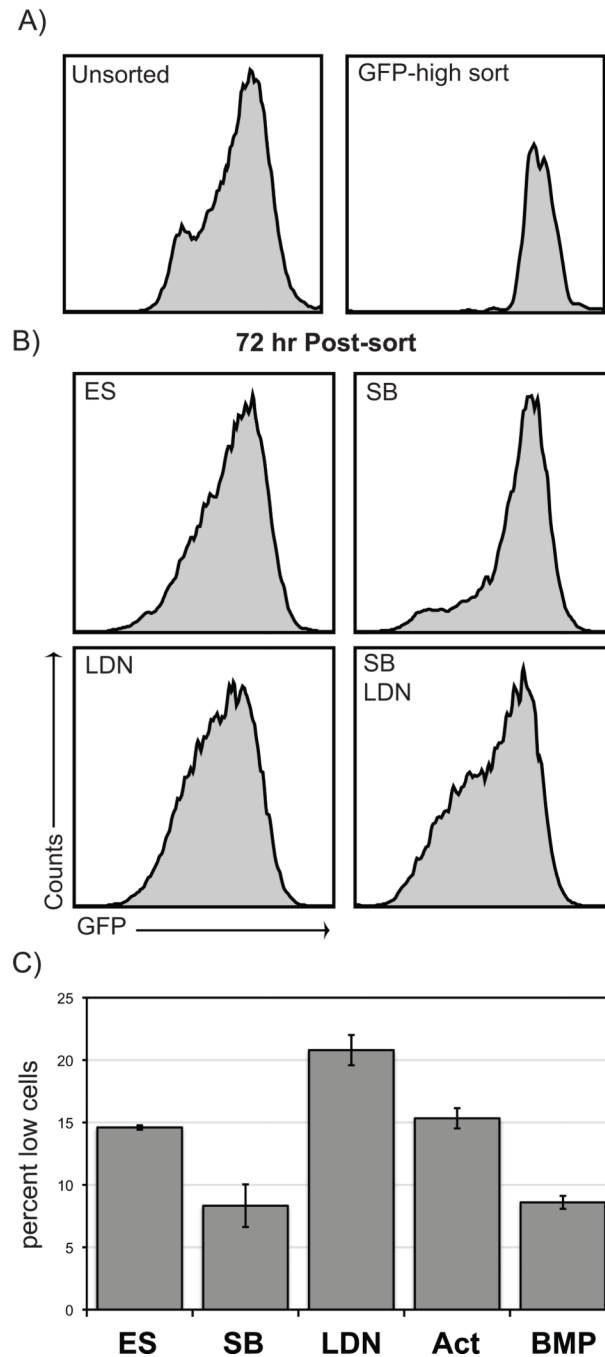 A)
Unsorted
GFP-high sort
B)
72 hr Post-sort
ES
SB
LDN
SB
LDN
Counts
GFP
C)
percent low cells
25
20
15
10
5
0
ES SB LDN Act BMP